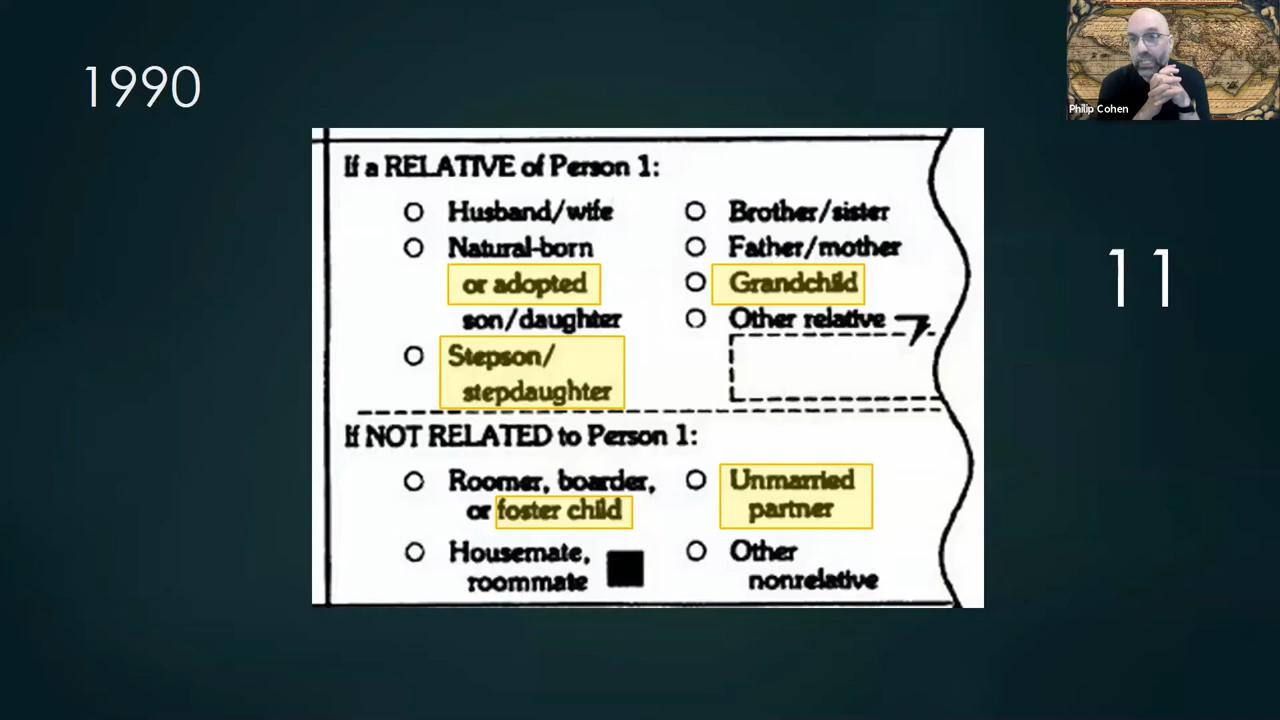 1990
Philip Cohen
If a RELATIVE of Person 1:
Husband/wife
Natural-born
or adopted
son/daughter
Stepson/
stepdaughter
Brother/sister
Father/mother
Grandchild
Other relative
11
If NOT RELATED to Person 1:
Roomer, boarder,
or foster child
Housemate,
roommate
Unmarried
partner
Other
nonrelative